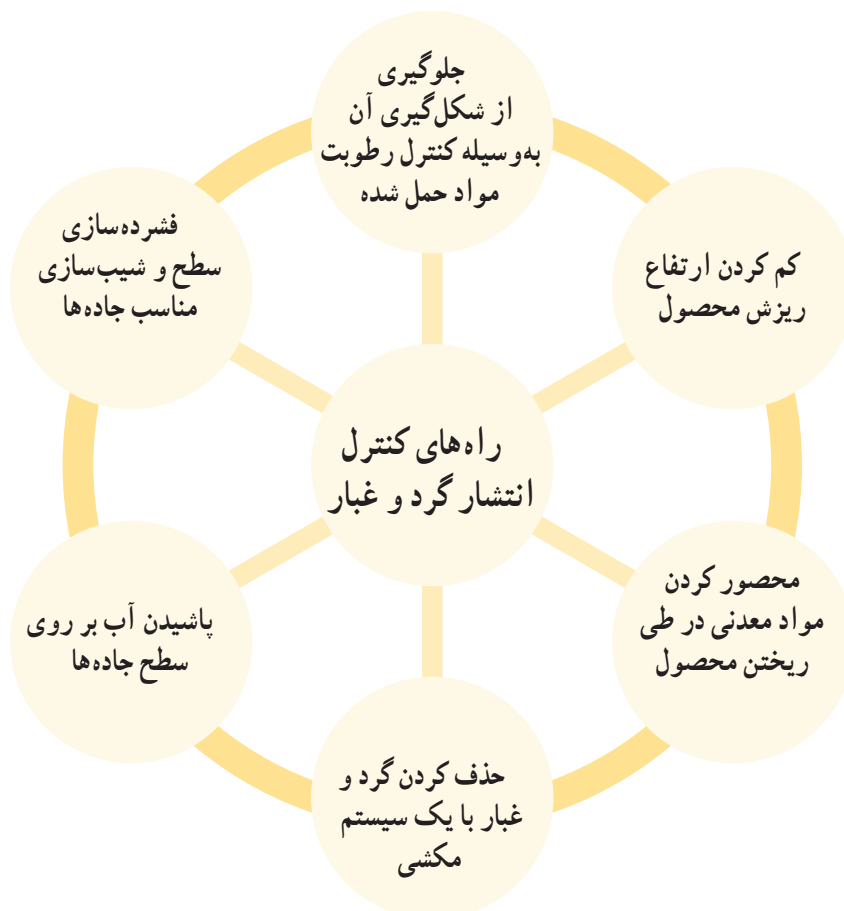 جلوگیری
از شکل‌گیری آن
به‌وسیله کنترل رطوبت
مواد حمل شده
کم کردن ارتفاع
ریزش محصول
محصور کردن
مواد معدنی در طی
ریختن محصول
حذف کردن گرد و
غبار با یک سیستم
مکشی
پاشیدن آب بر روی
سطح جاده‌ها
فشرده‌سازی
سطح و شیب‌سازی
مناسب جاده‌ها
راه‌های کنترل
انتشار گرد و غبار